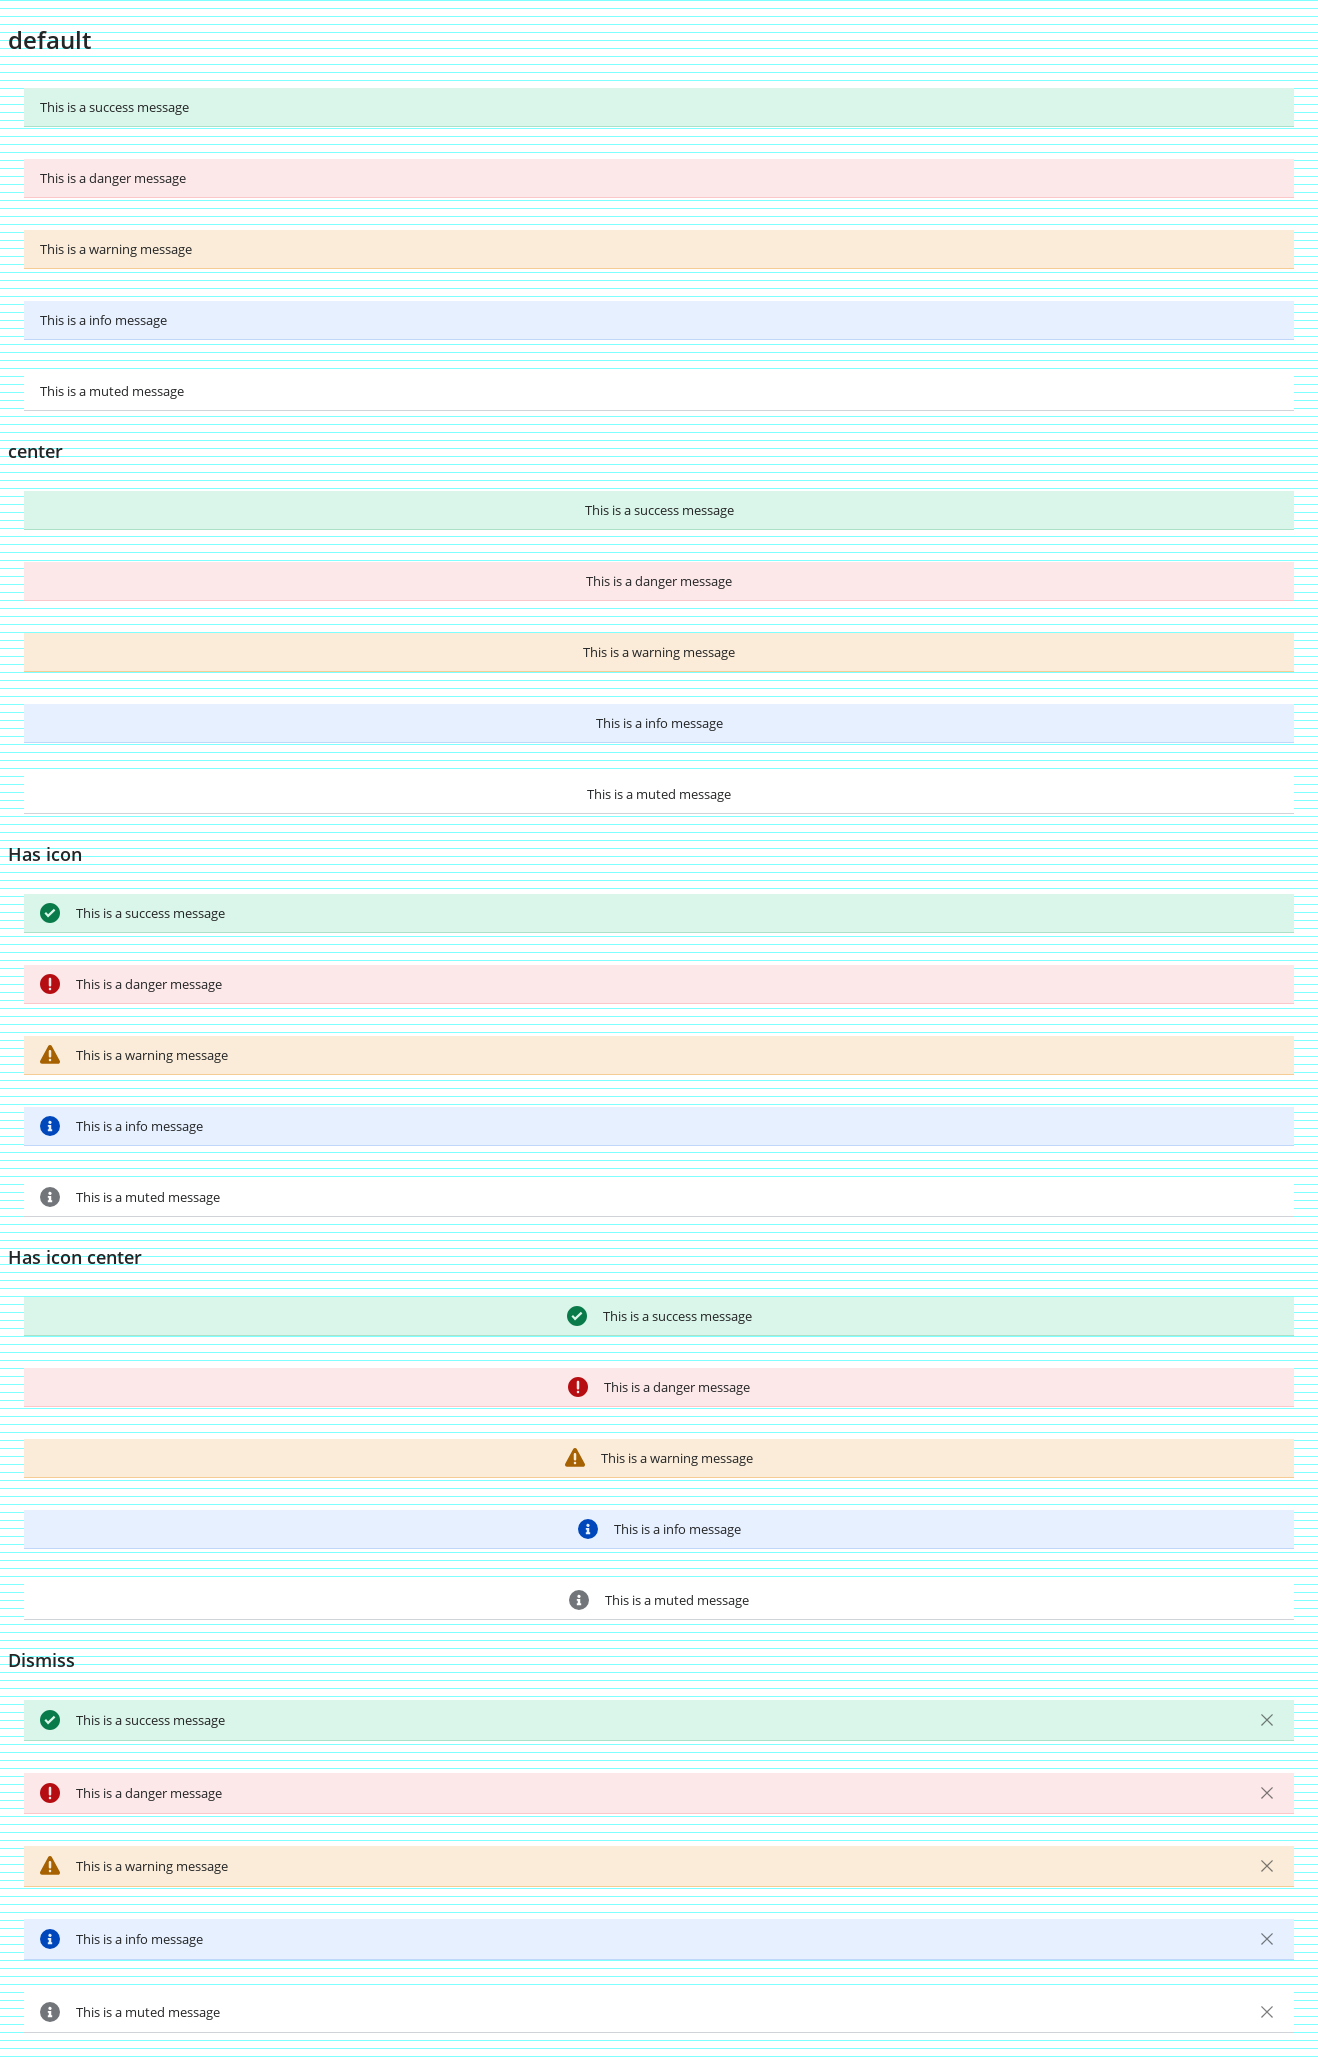 default
This is a success message
This is a danger message
This is a warning message
This is a info message
This is a muted message
center
This is a success message
This is a danger message
This is a warning message
This is a info message
This is a muted message
Has icon
This is a success message
This is a danger message
This is a warning message
This is a info message
This is a muted message
Has icon center
This is a success message
This is a danger message
This is a warning message
This is a info message
This is a muted message
Dismiss
This is a success message
This is a danger message
This is a warning message
This is a info message
This is a muted message